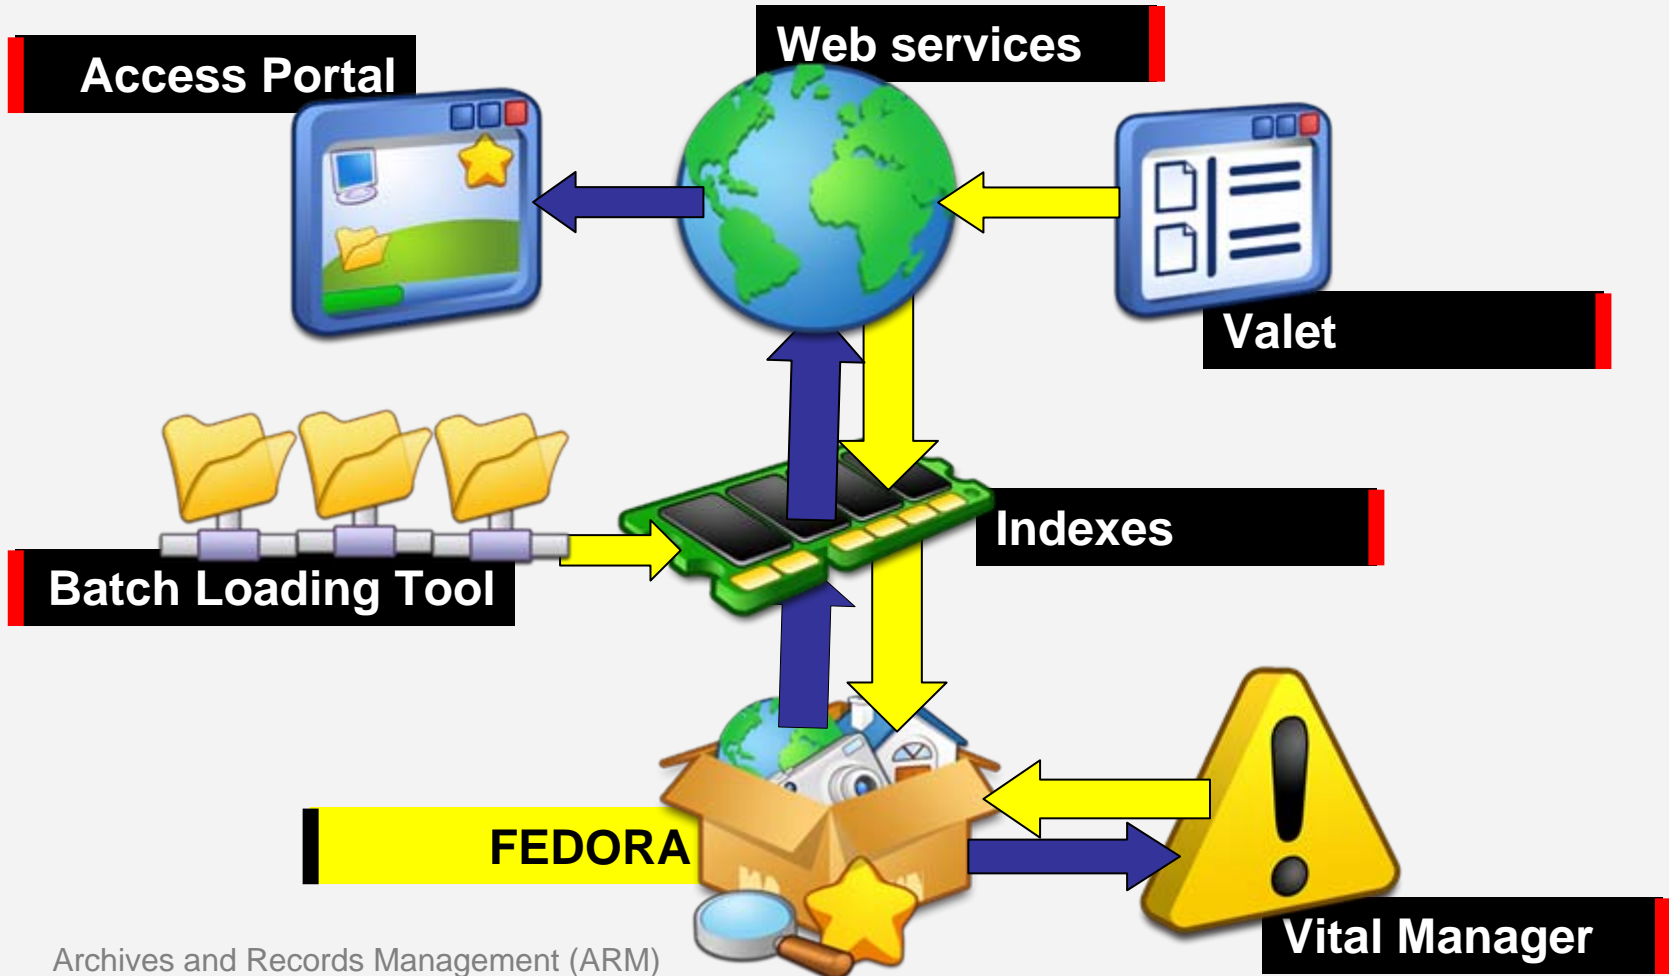 Web services
Access Portal
Valet
Indexes
Batch Loading Tool
FEDORA
Vital Manager
Archives and Records Management (ARM)